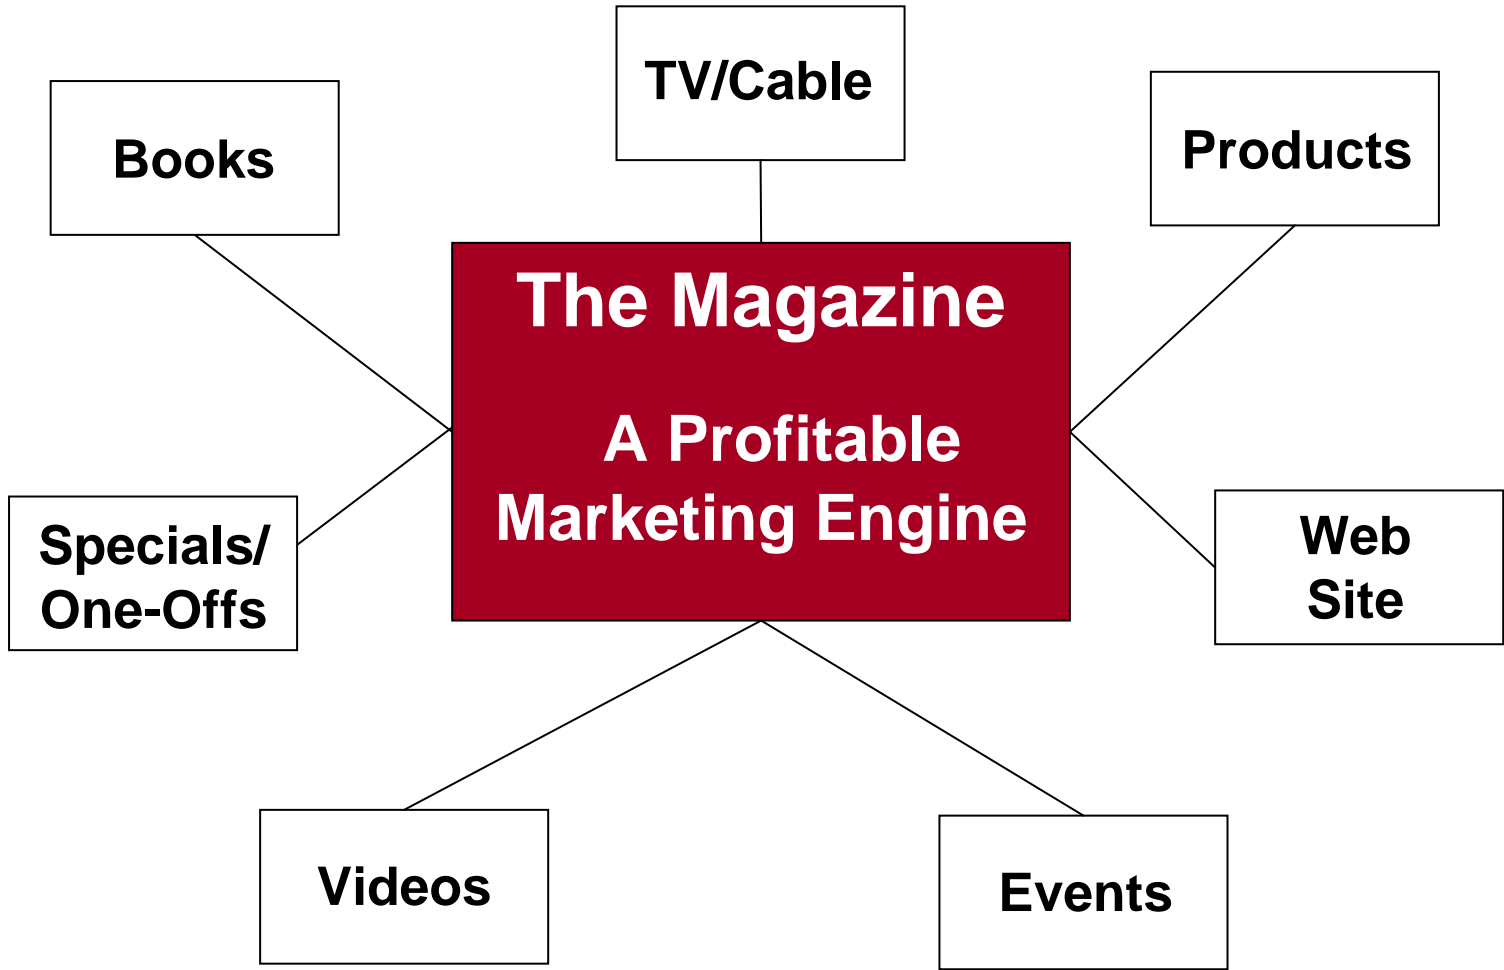 TV/Cable
Books
Products
The Magazine
A Profitable
Marketing Engine
Specials/
One-Offs
Web
Site
Videos
Events